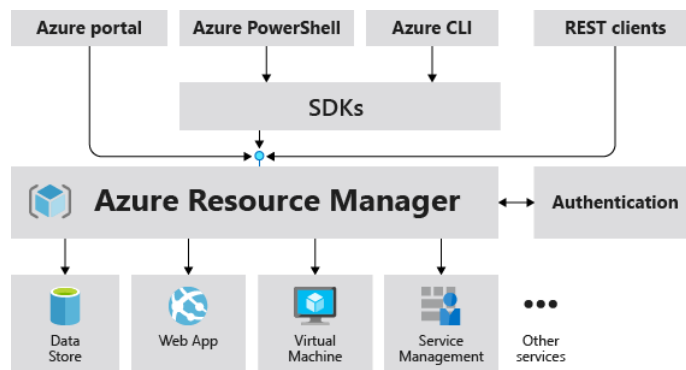 Azure portal
Azure PowerShell
Azure CLI
REST clients
SDKs
Azure Resource Manager
Authentication
Data
Store
Web App
Virtual
Machine
Service
Management
Other
services